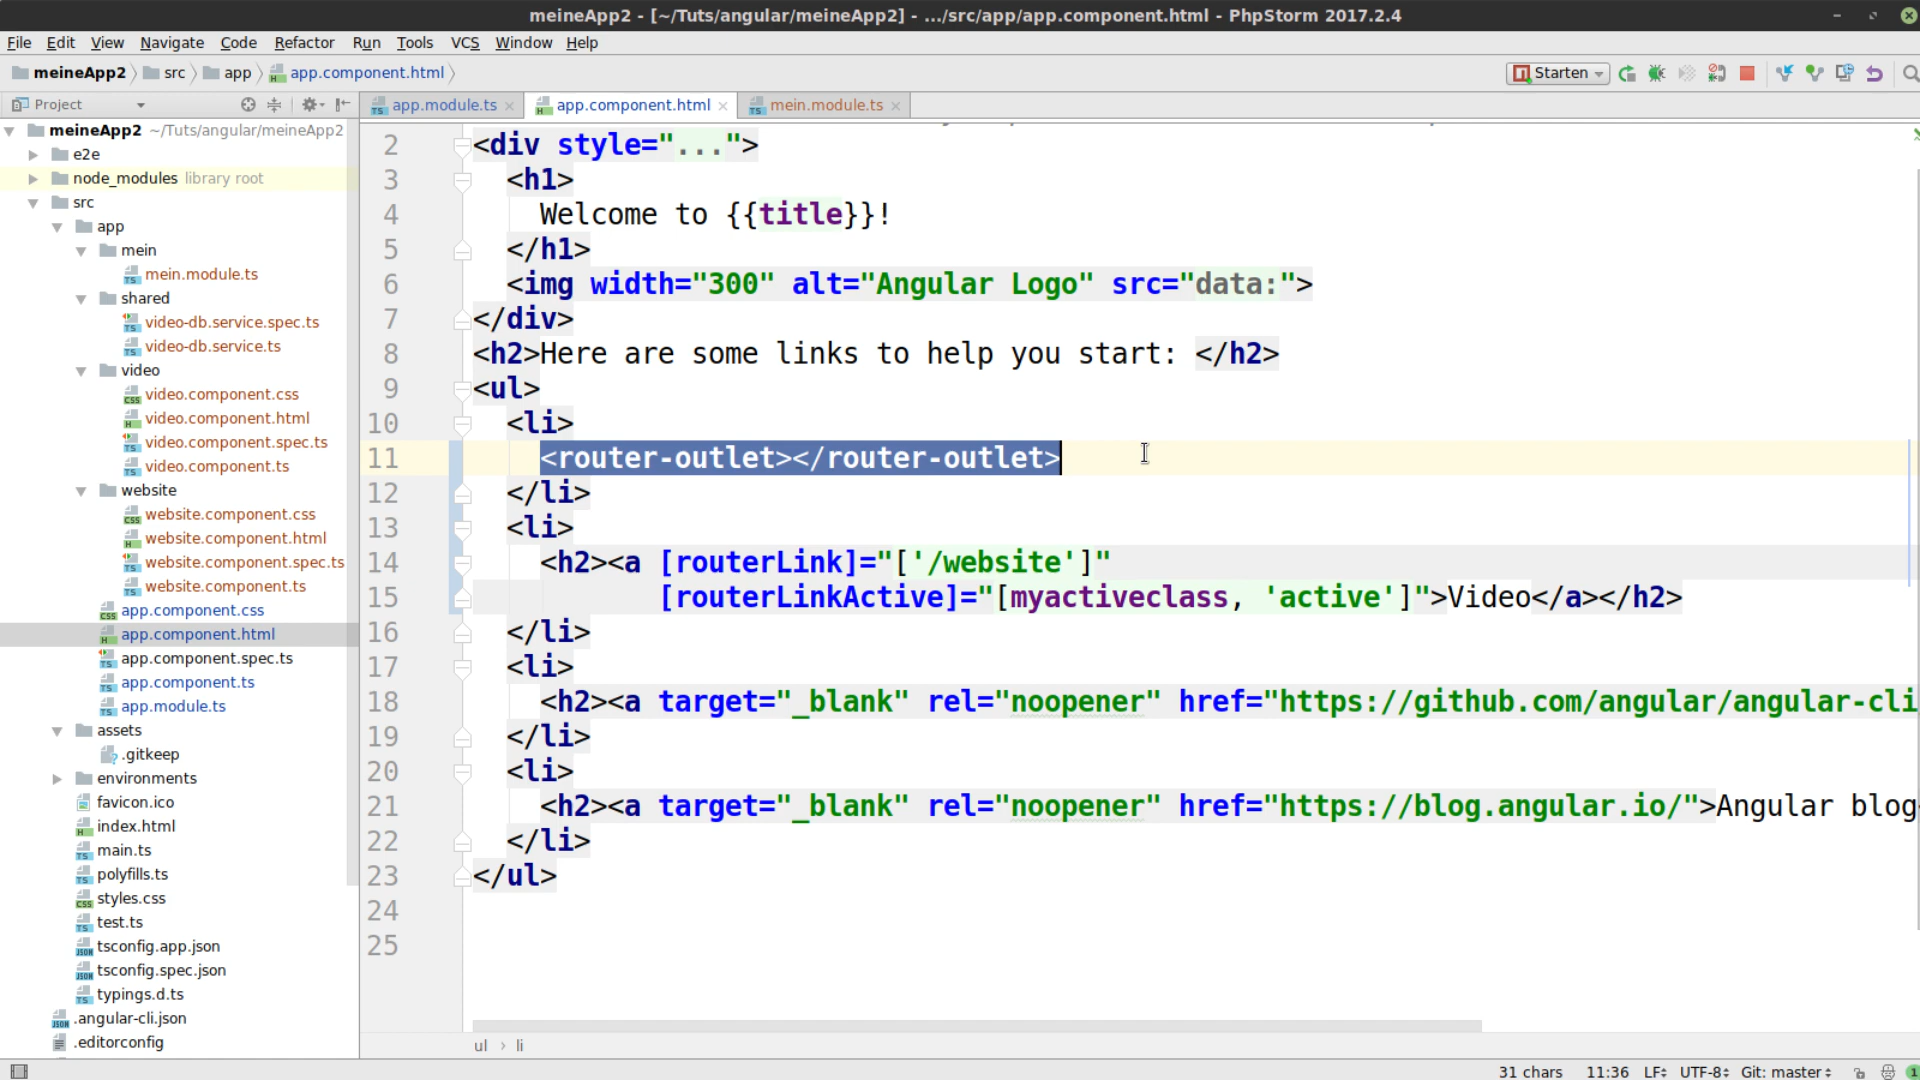 meineApp2 - [~/Tuts/angular/meineApp2] - .../src/app/app.component.html - PhpStorm 2017.2.4
File Edit View Navigate Code Refactor Run Tools VCS Window Help
meineApp2 src app app.component.html Starten
Project app.module.ts app.component.html mein.module.ts
meineApp2 ~/Tuts/angular/meineApp2
e2e
node_modules library root
src
app
mein
mein.module.ts
shared
video-db.service.spec.ts
video-db.service.ts
video
video.component.css
video.component.html
video.component.spec.ts
video.component.ts
website
website.component.css
website.component.html
website.component.spec.ts
website.component.ts
app.component.css
app.component.html
app.component.spec.ts
app.component.ts
app.module.ts
assets
.gitkeep
environments
favicon.ico
index.html
main.ts
polyfills.ts
styles.css
test.ts
tsconfig.app.json
tsconfig.spec.json
typings.d.ts
.angular-cli.json
.editorconfig
2 <div style="...">
3 <h1>
4 Welcome to {{title}}!
5 </h1>
6 <img width="300" alt="Angular Logo" src="data:">
7 </div>
8 <h2>Here are some links to help you start: </h2>
9 <ul>
10 <li>
11 <router-outlet></router-outlet>
12 </li>
13 <li>
14 <h2><a [routerLink]="['/website']"
15 [routerLinkActive]="[myactiveclass, 'active']">Video</a></h2>
16 </li>
17 <li>
18 <h2><a target="_blank" rel="noopener" href="https://github.com/angular/angular-cli
19 </li>
20 <li>
21 <h2><a target="_blank" rel="noopener" href="https://blog.angular.io/">Angular blog
22 </li>
23 </ul>
24
25
ul › li
31 chars 11:36 LF UTF-8 Git: master 1